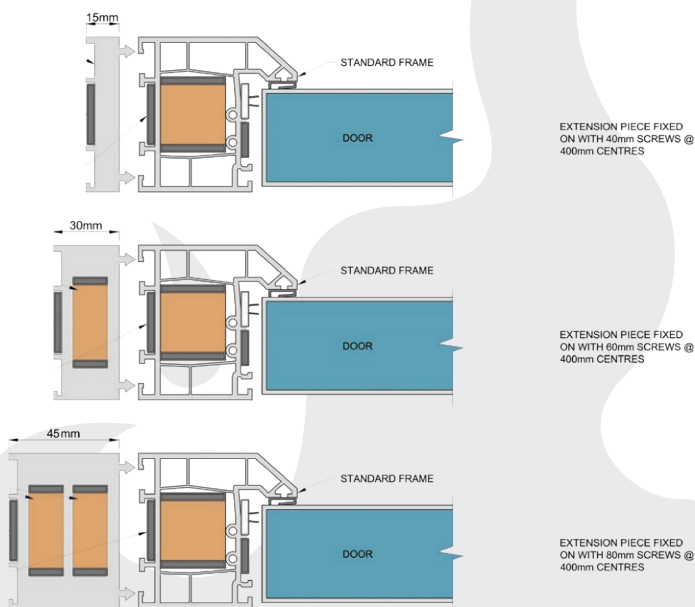 15mm
STANDARD FRAME
DOOR
EXTENSION PIECE FIXED
ON WITH 40mm SCREWS @
400mm CENTRES
30mm
STANDARD FRAME
DOOR
EXTENSION PIECE FIXED
ON WITH 60mm SCREWS @
400mm CENTRES
45mm
STANDARD FRAME
DOOR
EXTENSION PIECE FIXED
ON WITH 80mm SCREWS @
400mm CENTRES